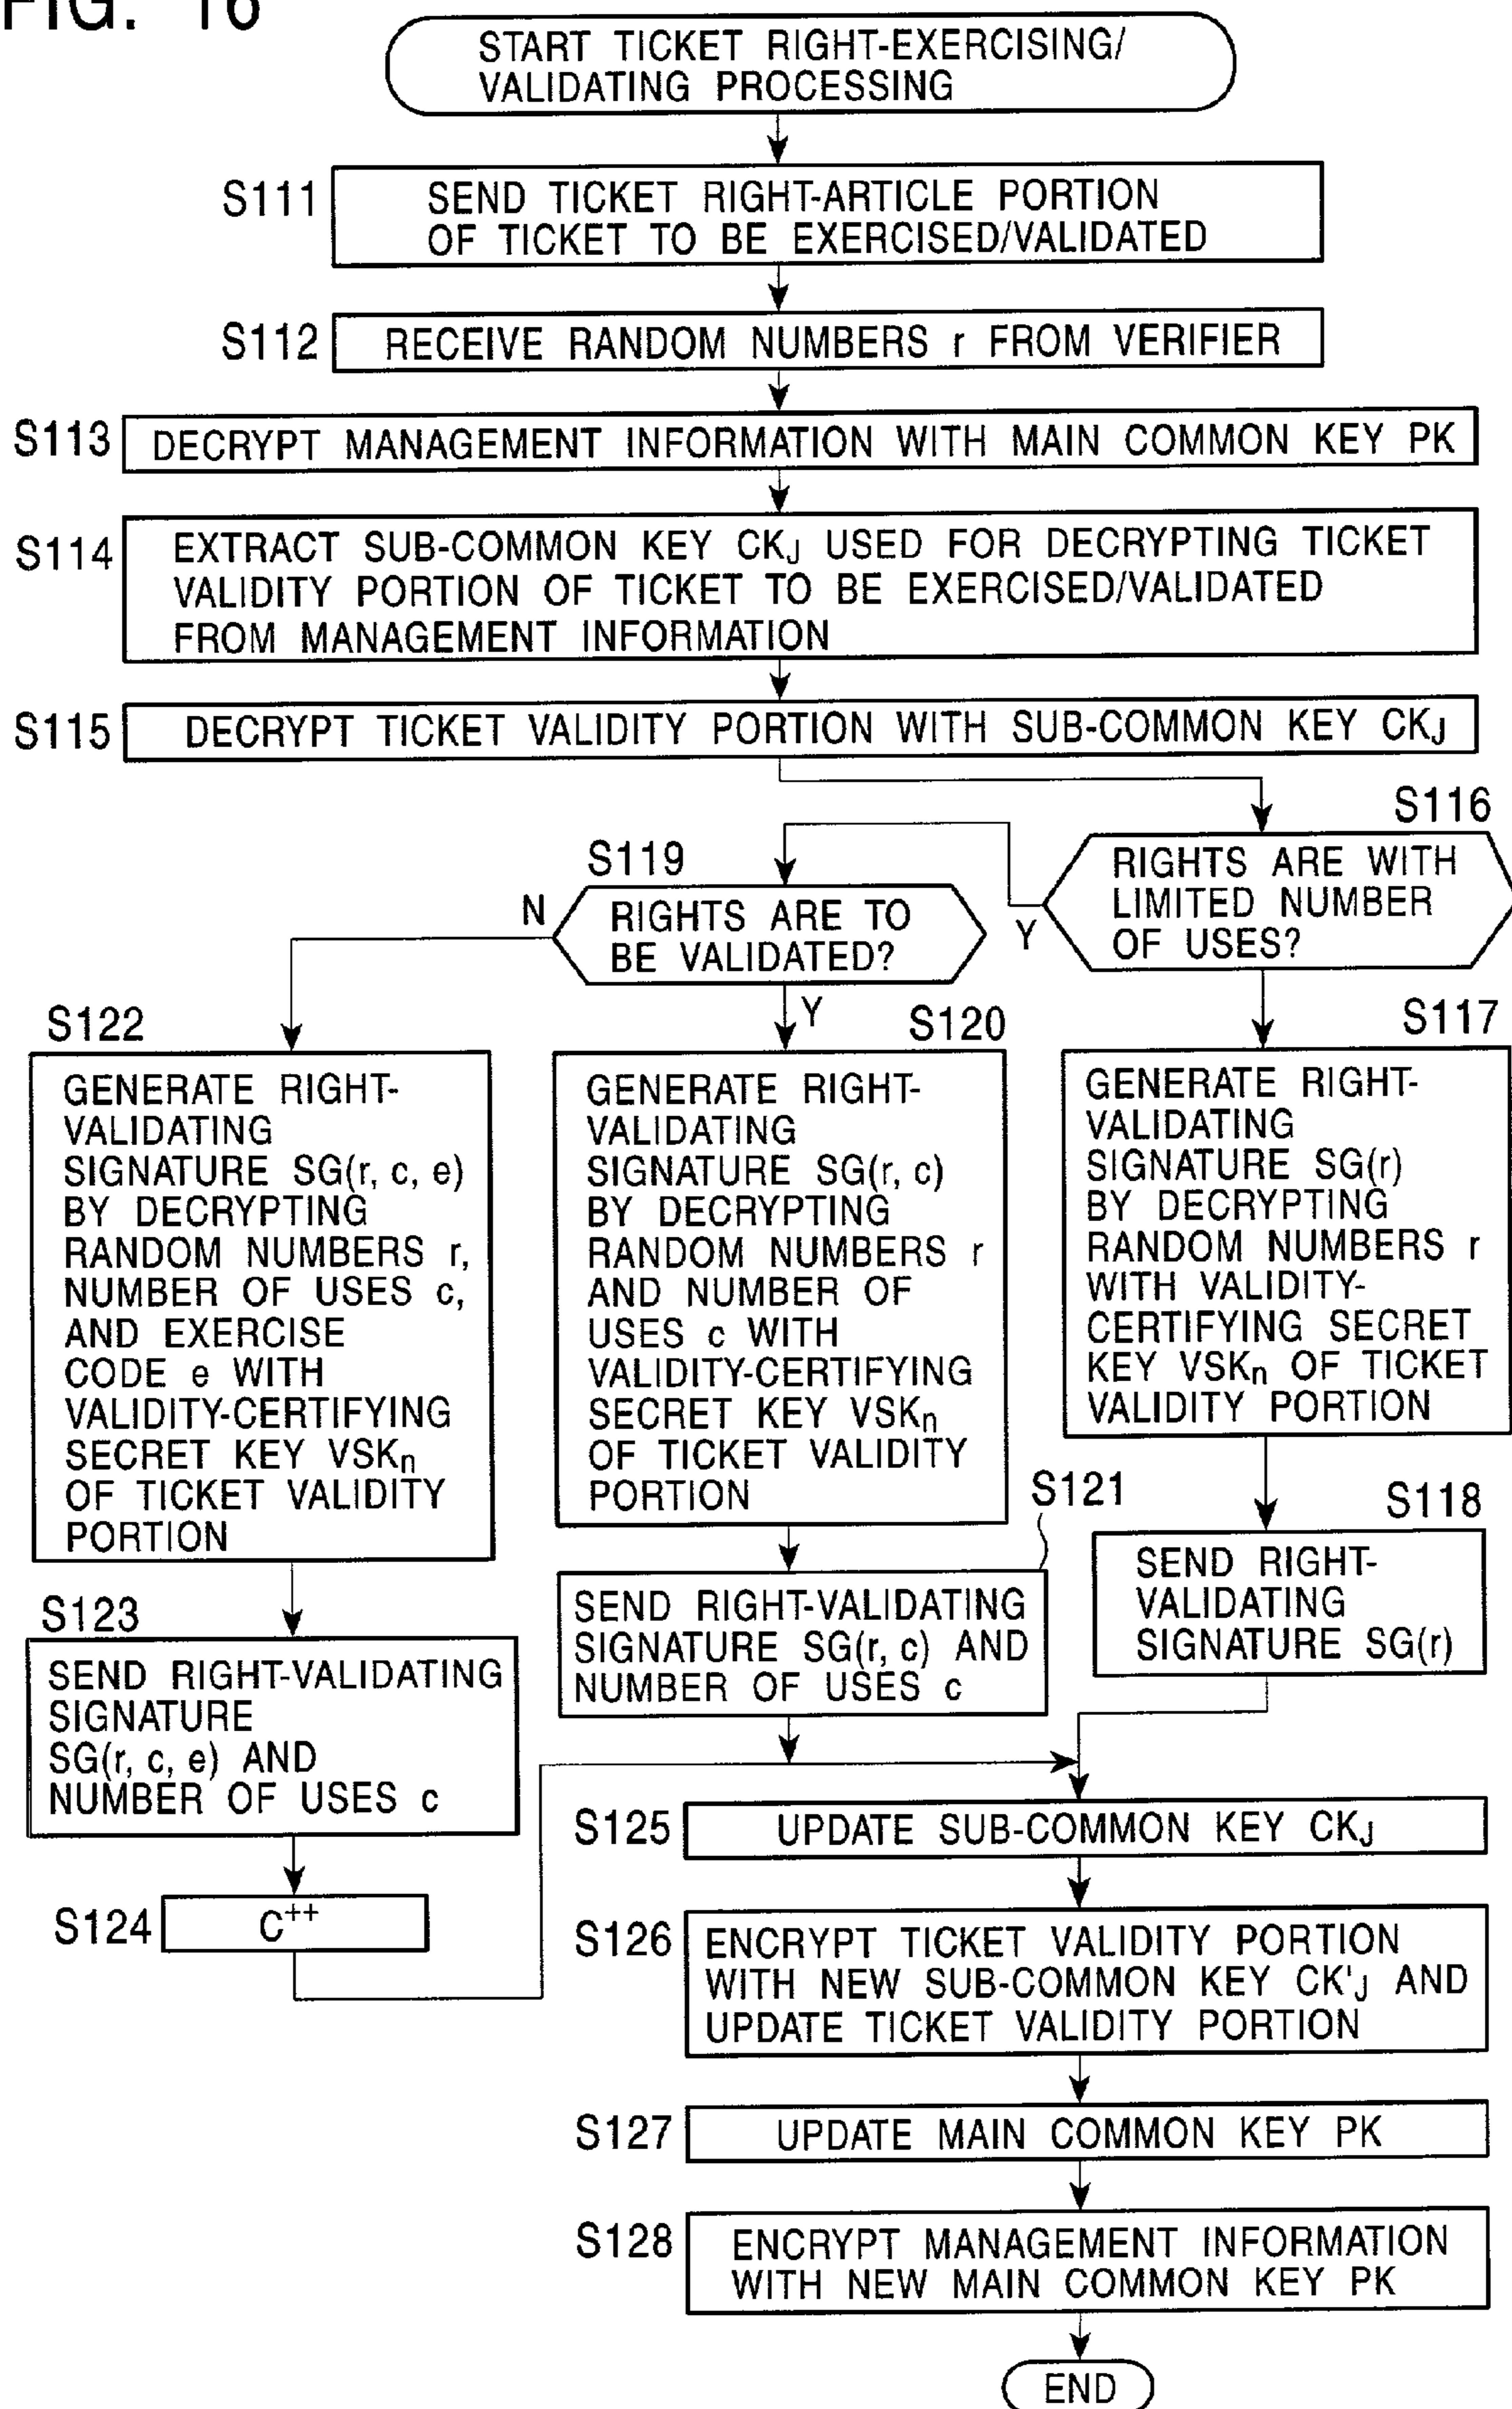 FIG. 16
START TICKET RIGHT-EXERCISING/
VALIDATING PROCESSING
S111
SEND TICKET RIGHT-ARTICLE PORTION
OF TICKET TO BE EXERCISED/VALIDATED
S112
RECEIVE RANDOM NUMBERS r FROM VERIFIER
S113
DECRYPT MANAGEMENT INFORMATION WITH MAIN COMMON KEY PK
S114
EXTRACT SUB-COMMON KEY CKJ USED FOR DECRYPTING TICKET
VALIDITY PORTION OF TICKET TO BE EXERCISED/VALIDATED
FROM MANAGEMENT INFORMATION
S115
DECRYPT TICKET VALIDITY PORTION WITH SUB-COMMON KEY CKJ
S116
RIGHTS ARE WITH
LIMITED NUMBER
OF USES?
Y
S119
RIGHTS ARE TO
BE VALIDATED?
N
Y
S122
GENERATE RIGHT-
VALIDATING
SIGNATURE SG(r, c, e)
BY DECRYPTING
RANDOM NUMBERS r,
NUMBER OF USES c,
AND EXERCISE
CODE e WITH
VALIDITY-CERTIFYING
SECRET KEY VSKn
OF TICKET VALIDITY
PORTION
S120
GENERATE RIGHT-
VALIDATING
SIGNATURE SG(r, c)
BY DECRYPTING
RANDOM NUMBERS r
AND NUMBER OF
USES c WITH
VALIDITY-CERTIFYING
SECRET KEY VSKn
OF TICKET VALIDITY
PORTION
S117
GENERATE RIGHT-
VALIDATING
SIGNATURE SG(r)
BY DECRYPTING
RANDOM NUMBERS r
WITH VALIDITY-
CERTIFYING SECRET
KEY VSKn OF TICKET
VALIDITY PORTION
S123
SEND RIGHT-VALIDATING
SIGNATURE
SG(r, c, e) AND
NUMBER OF USES c
S121
SEND RIGHT-VALIDATING
SIGNATURE SG(r, c) AND
NUMBER OF USES c
S118
SEND RIGHT-
VALIDATING
SIGNATURE SG(r)
S124
C++
S125
UPDATE SUB-COMMON KEY CKJ
S126
ENCRYPT TICKET VALIDITY PORTION
WITH NEW SUB-COMMON KEY CK'J AND
UPDATE TICKET VALIDITY PORTION
S127
UPDATE MAIN COMMON KEY PK
S128
ENCRYPT MANAGEMENT INFORMATION
WITH NEW MAIN COMMON KEY PK
END